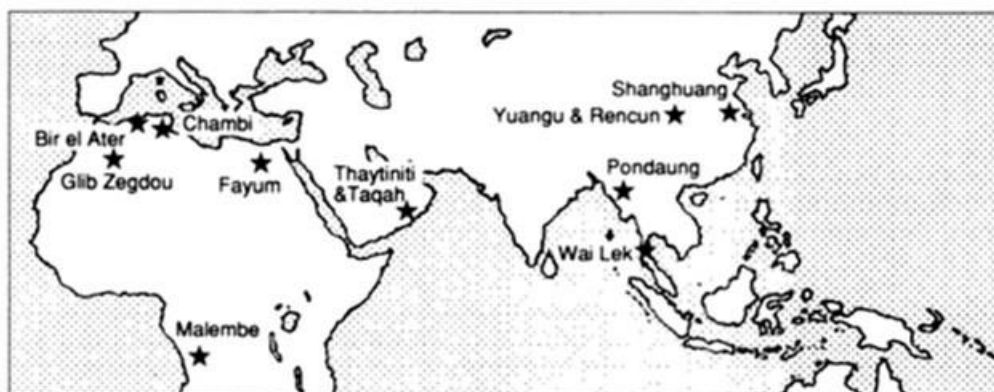 Shanghuang
Yuangu & Rencun
Chambi
Bir el Ater
Glib Zegdou
Fayum
Thaytiniti
&Taqah
Pondaung
Wai Lek
Malembe